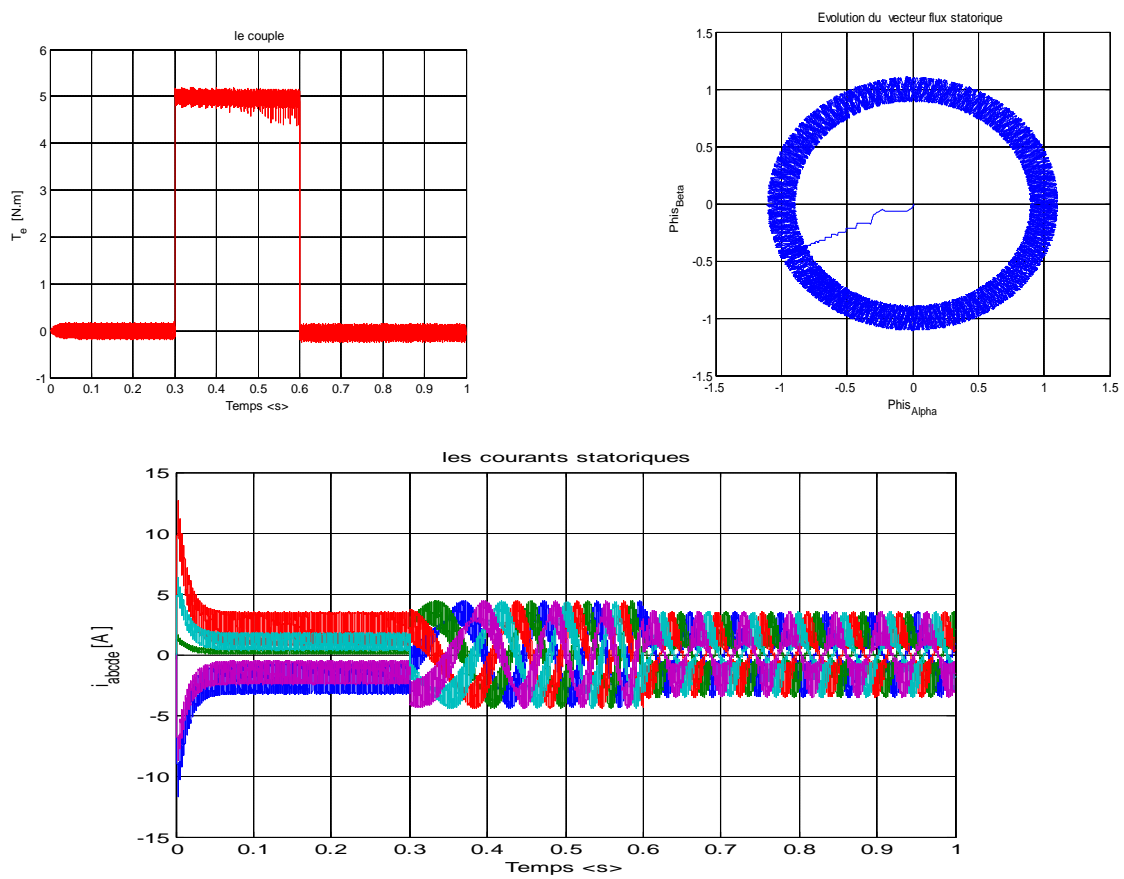 le couple
6
5
4
3
2
1
0
-1
T_e [N.m]
0 0.1 0.2 0.3 0.4 0.5 0.6 0.7 0.8 0.9 1
Temps <s>
Evolution du vecteur flux statorique
1.5
1
0.5
0
-0.5
-1
-1.5
Phis_Beta
-1.5 -1 -0.5 0 0.5 1 1.5
Phis_Alpha
les courants statoriques
15
10
5
0
-5
-10
-15
i_abcde [A]
0 0.1 0.2 0.3 0.4 0.5 0.6 0.7 0.8 0.9 1
Temps <s>